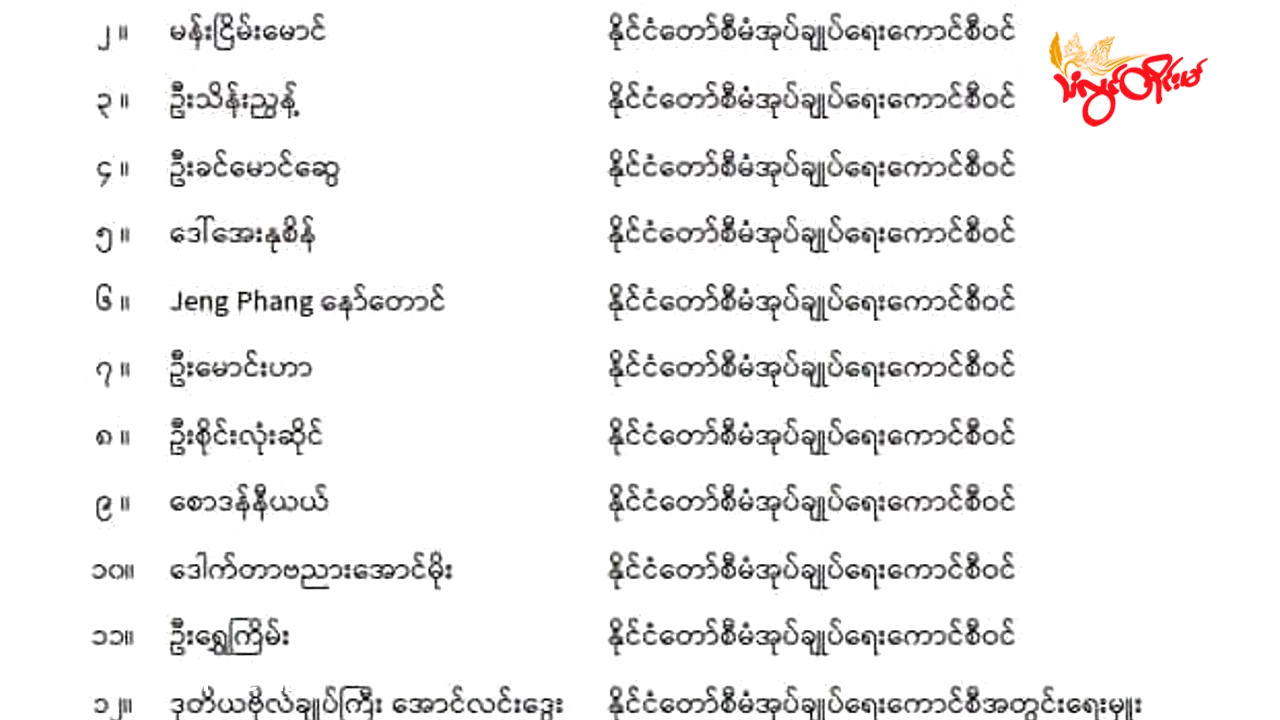 ၂။ မန်းငြိမ်းမောင် နိုင်ငံတော်စီမံအုပ်ချုပ်ရေးကောင်စီဝင်
၃။ ဦးသိန်းညွန့် နိုင်ငံတော်စီမံအုပ်ချုပ်ရေးကောင်စီဝင်
၄။ ဦးခင်မောင်ဆွေ နိုင်ငံတော်စီမံအုပ်ချုပ်ရေးကောင်စီဝင်
၅။ ဒေါ်အေးနုစိန် နိုင်ငံတော်စီမံအုပ်ချုပ်ရေးကောင်စီဝင်
၆။ Jeng Phang နော်တောင် နိုင်ငံတော်စီမံအုပ်ချုပ်ရေးကောင်စီဝင်
၇။ ဦးမောင်းဟာ နိုင်ငံတော်စီမံအုပ်ချုပ်ရေးကောင်စီဝင်
၈။ ဦးစိုင်းလုံးဆိုင် နိုင်ငံတော်စီမံအုပ်ချုပ်ရေးကောင်စီဝင်
၉။ စောဒန်နီယယ် နိုင်ငံတော်စီမံအုပ်ချုပ်ရေးကောင်စီဝင်
၁၀။ ဒေါက်တာဗညားအောင်မိုး နိုင်ငံတော်စီမံအုပ်ချုပ်ရေးကောင်စီဝင်
၁၁။ ဦးရွှေကြိမ်း နိုင်ငံတော်စီမံအုပ်ချုပ်ရေးကောင်စီဝင်
၁၂။ ဒုတိယဗိုလ်ချုပ်ကြီး အောင်လင်းဒွေး နိုင်ငံတော်စီမံအုပ်ချုပ်ရေးကောင်စီအတွင်းရေးမှူး